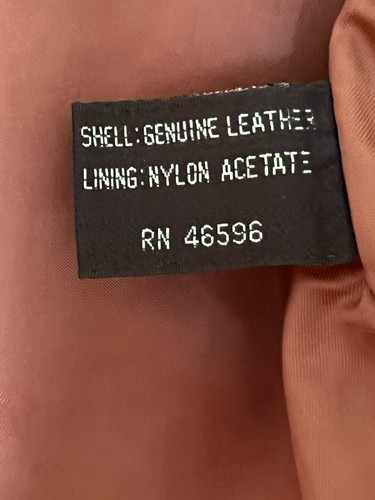 SHELL:GENUINE LEATHER
LINING:NYLON ACETATE
RN 46596